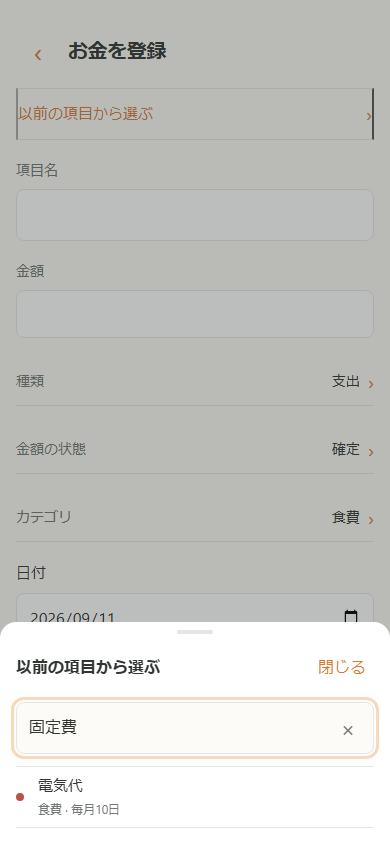 お金を登録
以前の項目から選ぶ
項目名
金額
種類 支出
金額の状態 確定
カテゴリ 食費
日付
2026/09/11
以前の項目から選ぶ 閉じる
固定費
電気代
食費 · 毎月10日